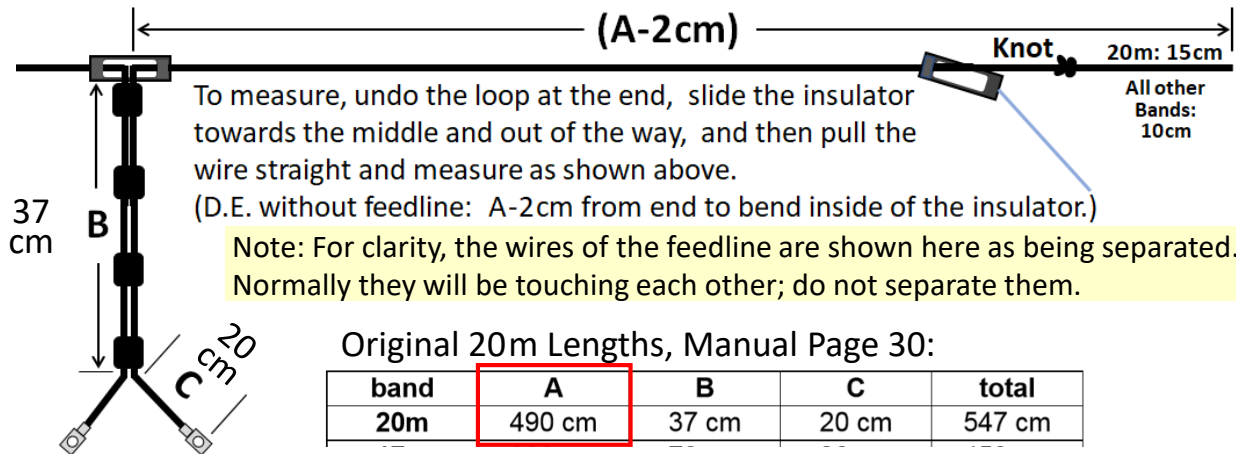 (A-2cm)
Knot
20m: 15cm
All other
Bands:
10cm
To measure, undo the loop at the end, slide the insulator
towards the middle and out of the way, and then pull the
wire straight and measure as shown above.
(D.E. without feedline: A-2cm from end to bend inside of the insulator.)
37
cm
B
Note: For clarity, the wires of the feedline are shown here as being separated.
Normally they will be touching each other; do not separate them.
20
cm
C
Original 20m Lengths, Manual Page 30:
band A B C total
20m 490 cm 37 cm 20 cm 547 cm